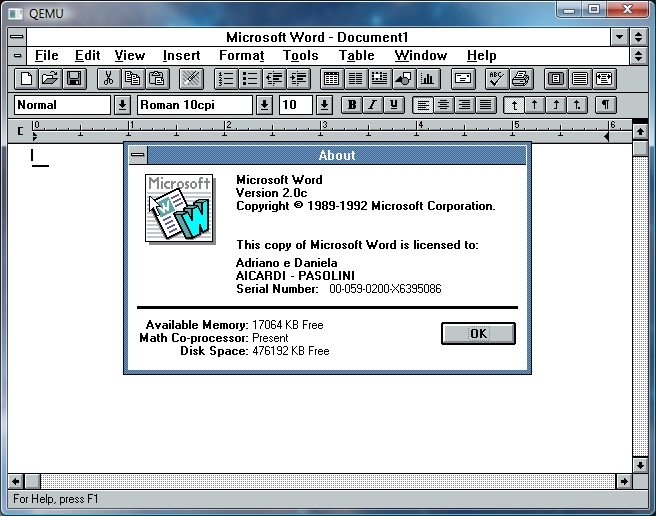 QEMU
Microsoft Word - Document1
File Edit View Insert Format Tools Table Window Help
Normal Roman 10cpi 10 B I U
0 1 2 3 4 5 6
About
Microsoft
Microsoft Word
Version 2.0c
Copyright © 1989-1992 Microsoft Corporation.
This copy of Microsoft Word is licensed to:
Adriano e Daniela
AICARDI - PASOLINI
Serial Number: 00-059-0200-X6395086
Available Memory: 17064 KB Free
Math Co-processor: Present
Disk Space: 476192 KB Free
OK
For Help, press F1